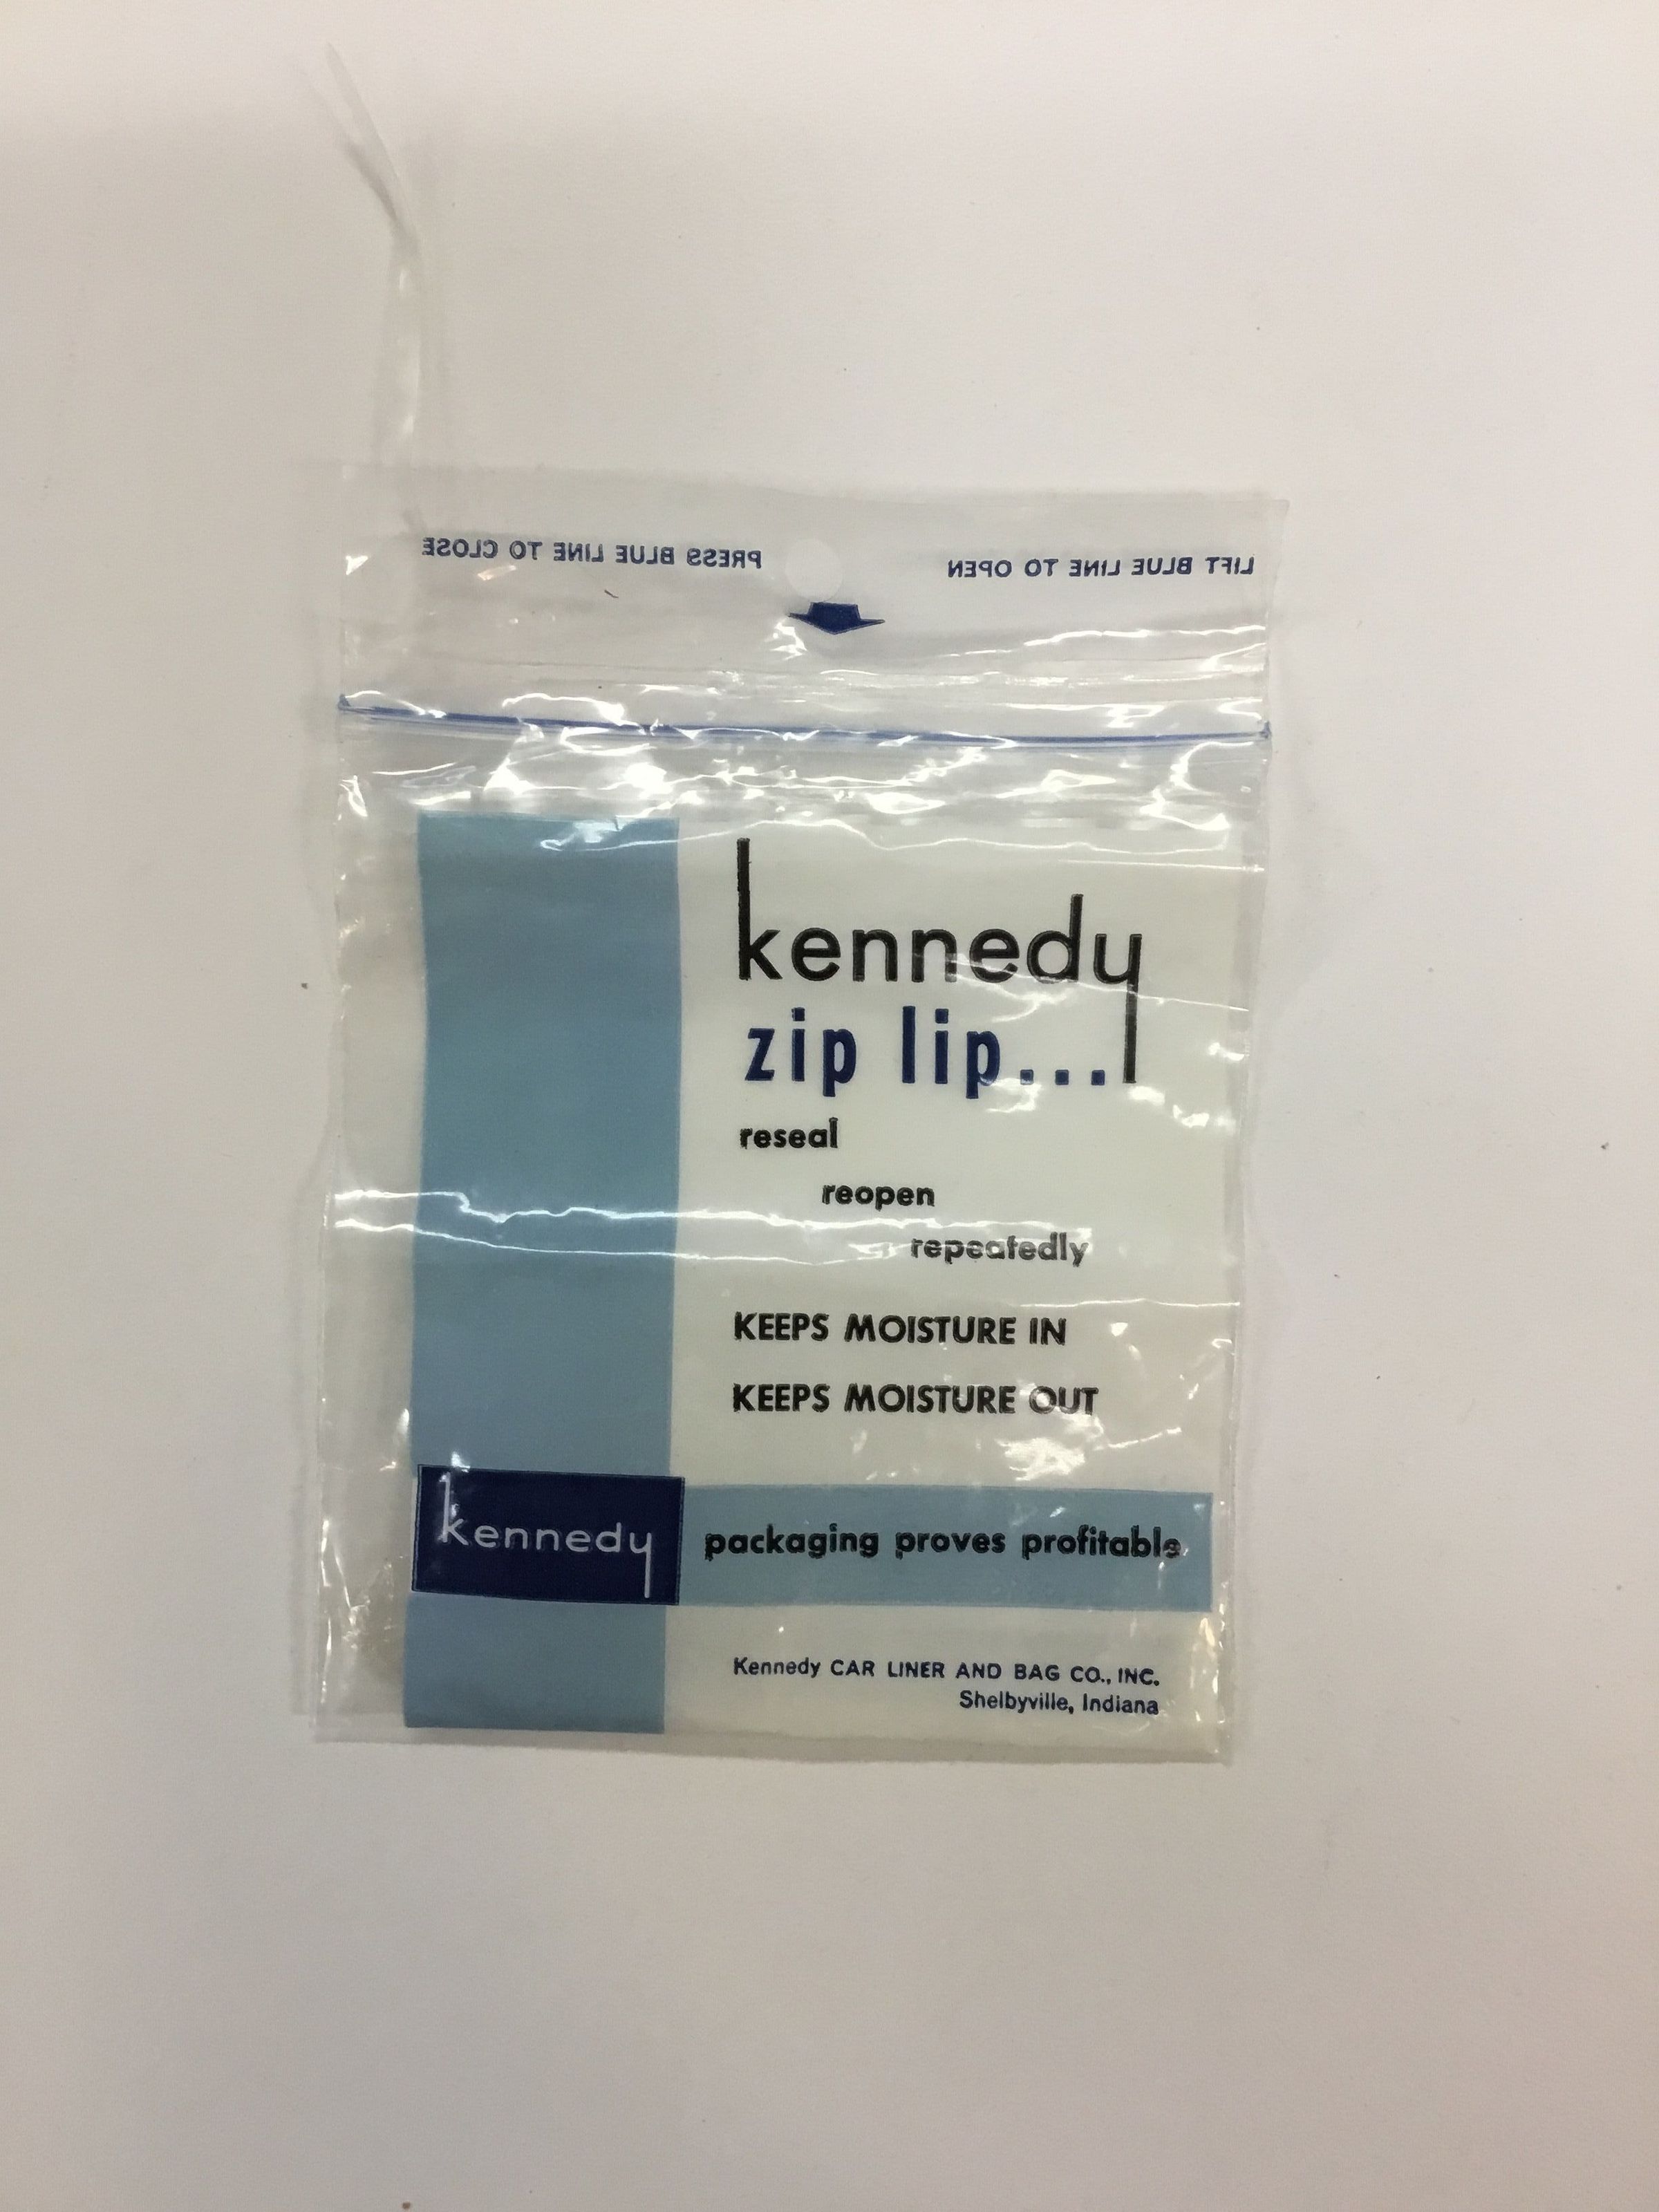 PRESS BLUE LINE TO CLOSE
LIFT BLUE LINE TO OPEN
kennedy
zip lip...
reseal
reopen
repeatedly
KEEPS MOISTURE IN
KEEPS MOISTURE OUT
kennedy
packaging proves profitable
Kennedy CAR LINER AND BAG CO., INC.
Shelbyville, Indiana